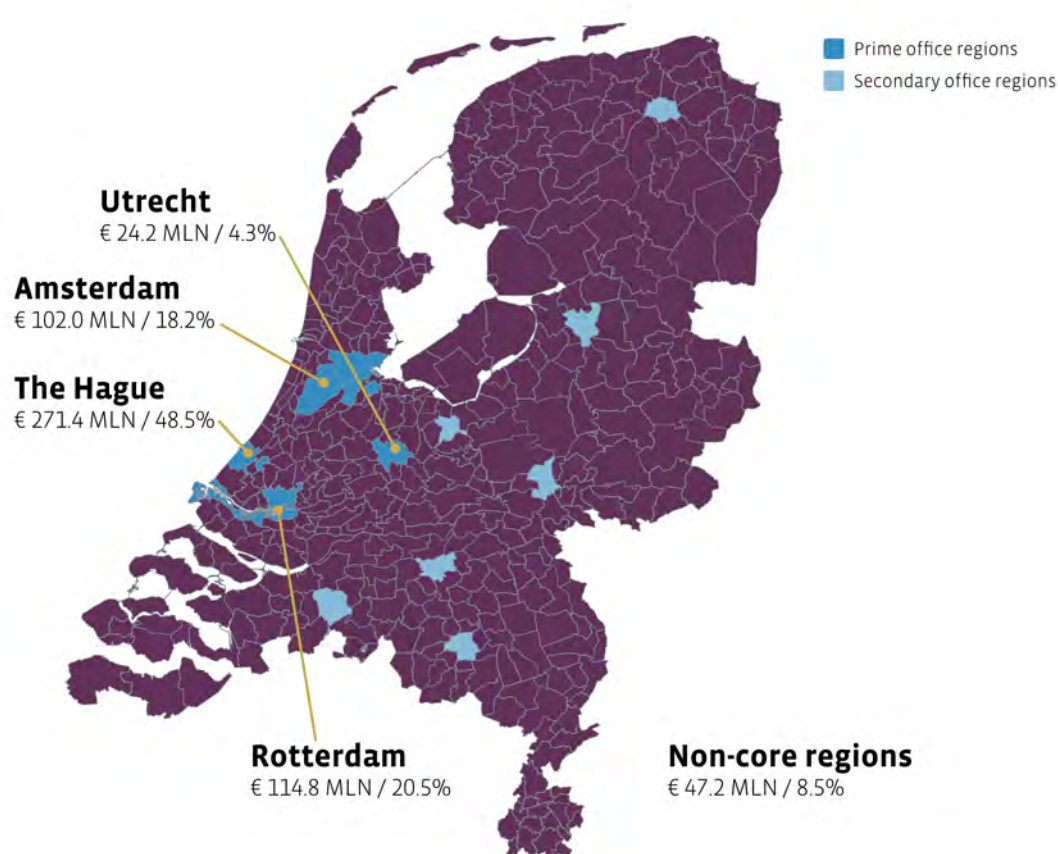 Prime office regions
Secondary office regions
Utrecht
€ 24.2 MLN / 4.3%
Amsterdam
€ 102.0 MLN / 18.2%
The Hague
€ 271.4 MLN / 48.5%
Rotterdam
€ 114.8 MLN / 20.5%
Non-core regions
€ 47.2 MLN / 8.5%